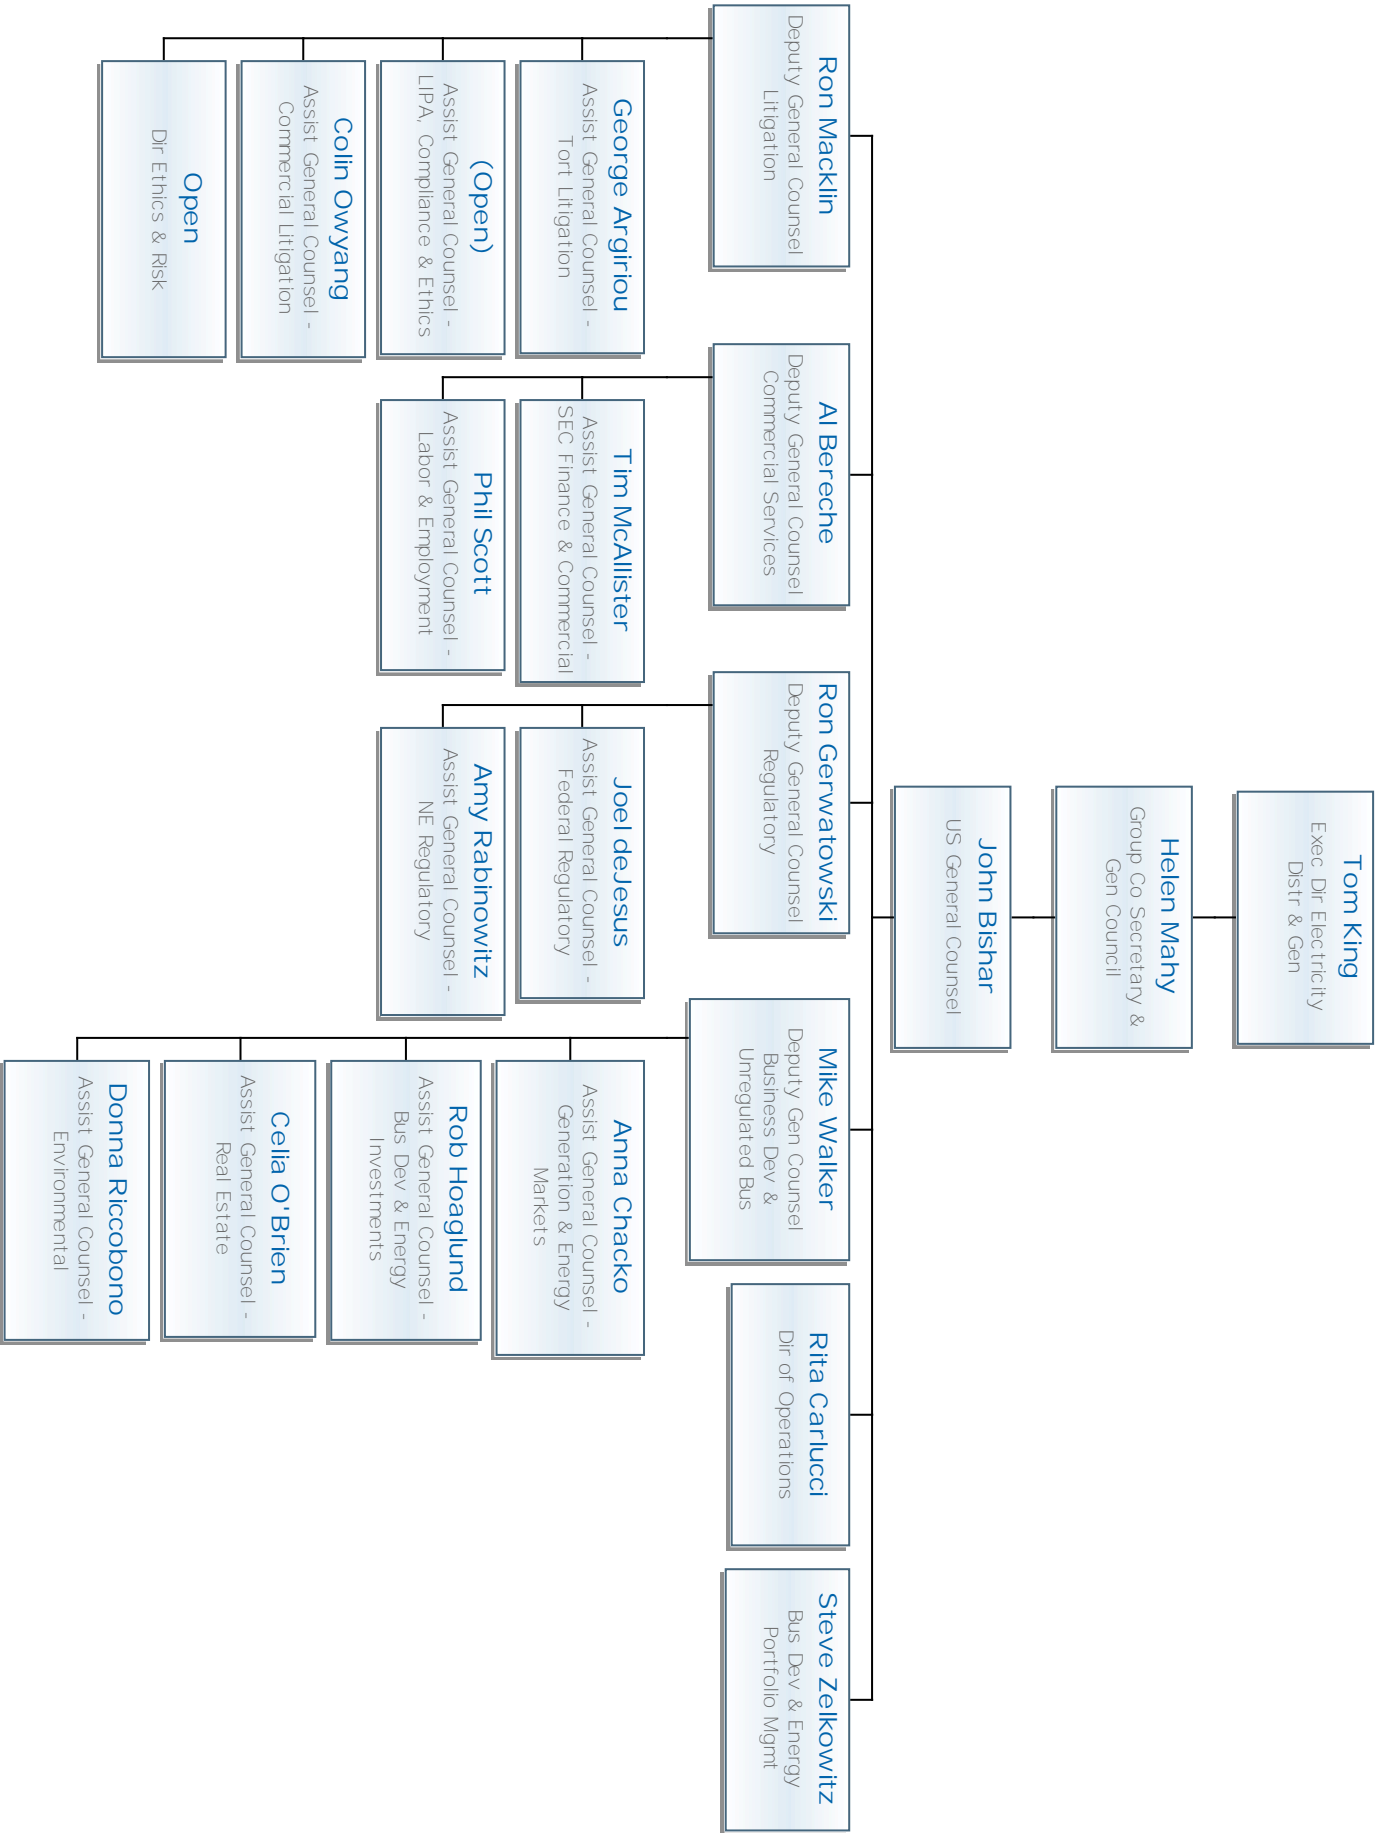 Tom King
Exec Dir Electricity
Distr & Gen
Helen Mahy
Group Co Secretary &
Gen Council
John Bishar
US General Counsel
Ron Macklin
Deputy General Counsel
Litigation
George Argiriou
Assist General Counsel -
Tort Litigation
(Open)
Assist General Counsel -
LIPA, Compliance & Ethics
Colin Owyang
Assist General Counsel -
Commercial Litigation
Open
Dir Ethics & Risk
Al Bereche
Deputy General Counsel
Commercial Services
Tim McAllister
Assist General Counsel -
SEC Finance & Commercial
Phil Scott
Assist General Counsel -
Labor & Employment
Ron Gerwatowski
Deputy General Counsel
Regulatory
Joel deJesus
Assist General Counsel -
Federal Regulatory
Amy Rabinowitz
Assist General Counsel -
NE Regulatory
Mike Walker
Deputy Gen Counsel
Business Dev &
Unregulated Bus
Anna Chacko
Assist General Counsel -
Generation & Energy
Markets
Rob Hoaglund
Assist General Counsel -
Bus Dev & Energy
Investments
Celia O'Brien
Assist General Counsel -
Real Estate
Donna Riccobono
Assist General Counsel -
Environmental
Rita Carlucci
Dir of Operations
Steve Zelkowitz
Bus Dev & Energy
Portfolio Mgmt